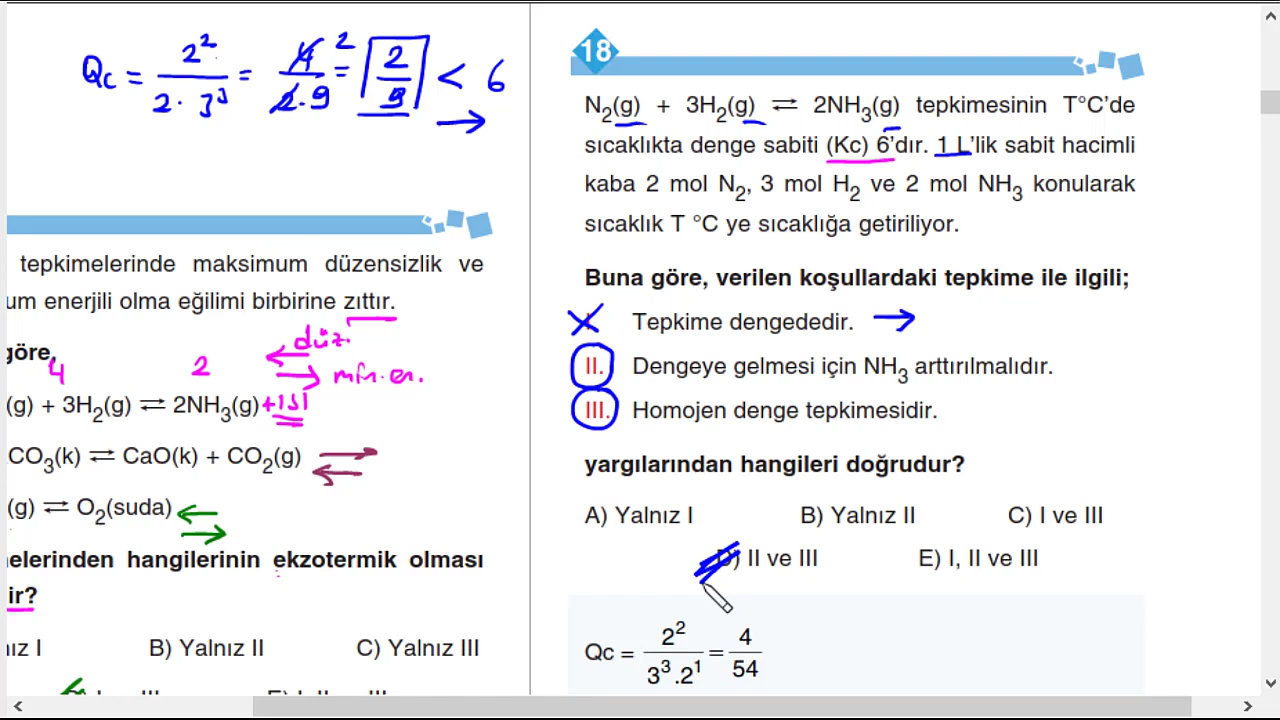 Qc = 2² / 2 · 3³ = 4 / 2 · 9 = 2 / 9 < 6
tepkimelerinde maksimum düzensizlik ve
um enerjili olma eğilimi birbirine zıttır.
düz.
göre,
4 2 min. en.
(g) + 3H₂(g) ⇌ 2NH₃(g) +ısı
CO₃(k) ⇌ CaO(k) + CO₂(g)
(g) ⇌ O₂(suda)
elerinden hangilerinin ekzotermik olması
ir?
ız I B) Yalnız II C) Yalnız III
18
N₂(g) + 3H₂(g) ⇌ 2NH₃(g) tepkimesinin T°C'de
sıcaklıkta denge sabiti (Kc) 6'dır. 1 L'lik sabit hacimli
kaba 2 mol N₂, 3 mol H₂ ve 2 mol NH₃ konularak
sıcaklık T °C ye sıcaklığa getiriliyor.
Buna göre, verilen koşullardaki tepkime ile ilgili;
Tepkime dengededir. →
II. Dengeye gelmesi için NH₃ arttırılmalıdır.
III. Homojen denge tepkimesidir.
yargılarından hangileri doğrudur?
A) Yalnız I B) Yalnız II C) I ve III
D) II ve III E) I, II ve III
Qc = 2² / 3³ .2¹ = 4 / 54